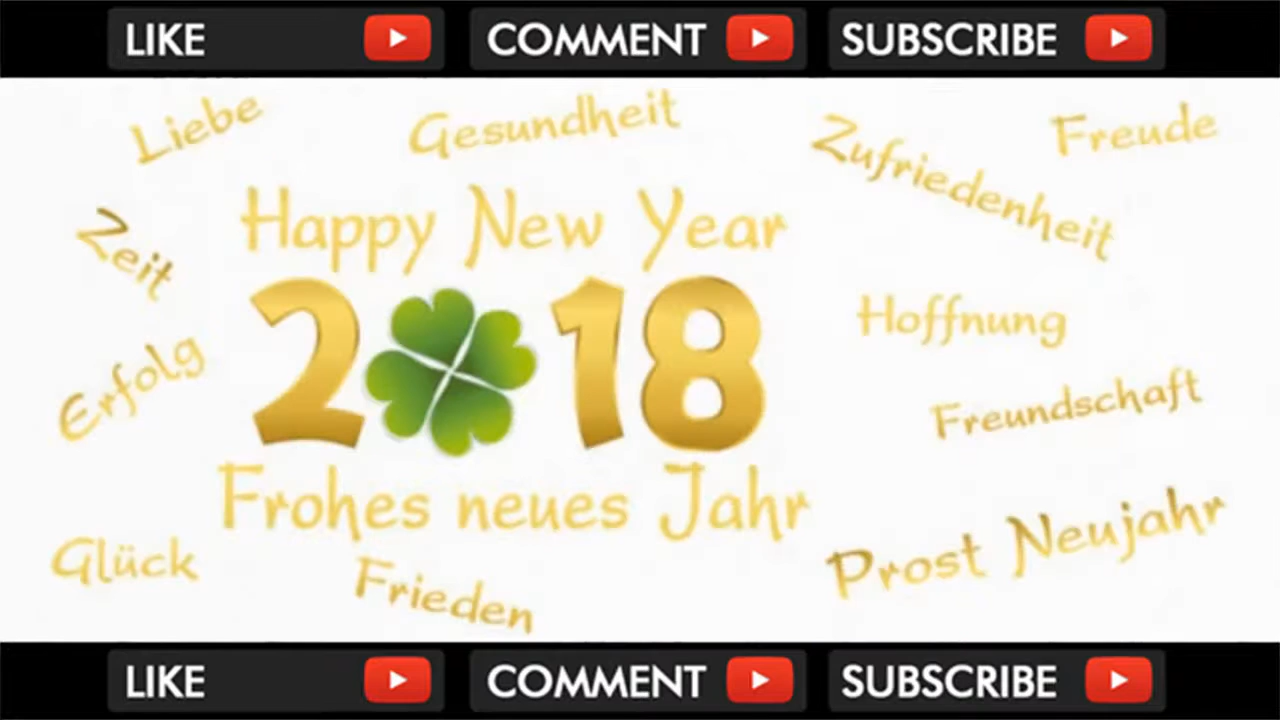 LIKE COMMENT SUBSCRIBE
Liebe
Gesundheit
Zufriedenheit
Freude
Zeit
Happy New Year
2018
Hoffnung
Erfolg
Freundschaft
Frohes neues Jahr
Prost Neujahr
Glück
Frieden
LIKE COMMENT SUBSCRIBE